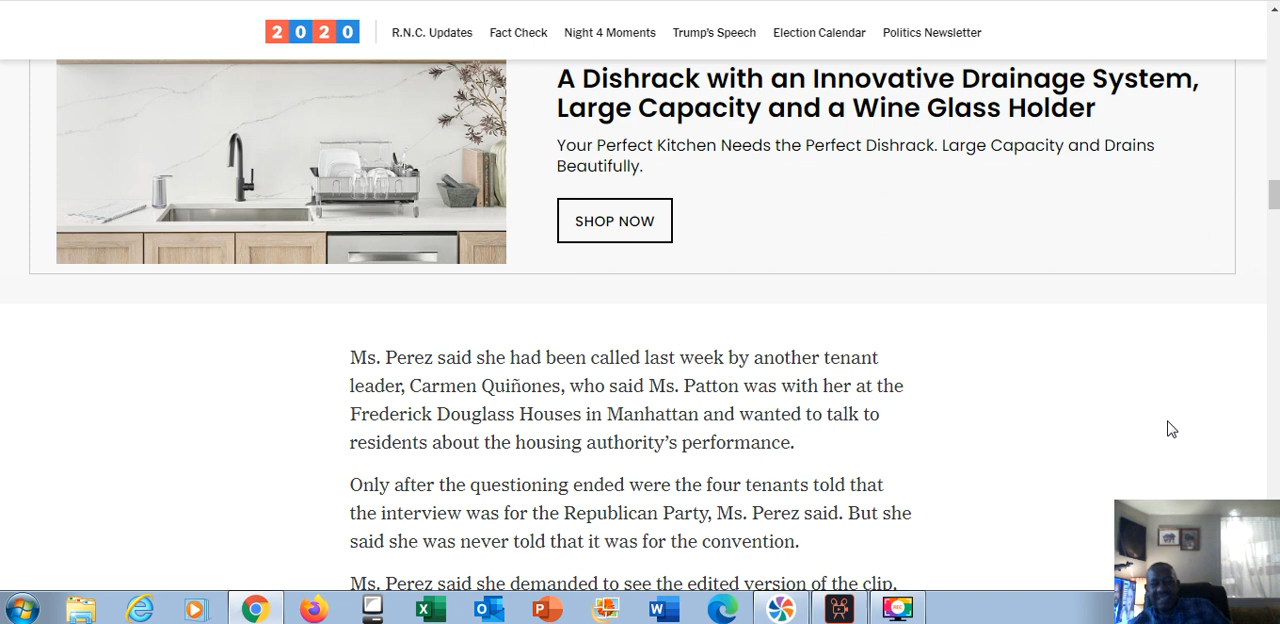 2020
R.N.C. Updates Fact Check Night 4 Moments Trump's Speech Election Calendar Politics Newsletter
A Dishrack with an Innovative Drainage System,
Large Capacity and a Wine Glass Holder
Your Perfect Kitchen Needs the Perfect Dishrack. Large Capacity and Drains
Beautifully.
SHOP NOW
Ms. Perez said she had been called last week by another tenant
leader, Carmen Quiñones, who said Ms. Patton was with her at the
Frederick Douglass Houses in Manhattan and wanted to talk to
residents about the housing authority's performance.
Only after the questioning ended were the four tenants told that
the interview was for the Republican Party, Ms. Perez said. But she
said she was never told that it was for the convention.
Ms. Perez said she demanded to see the edited version of the clip,